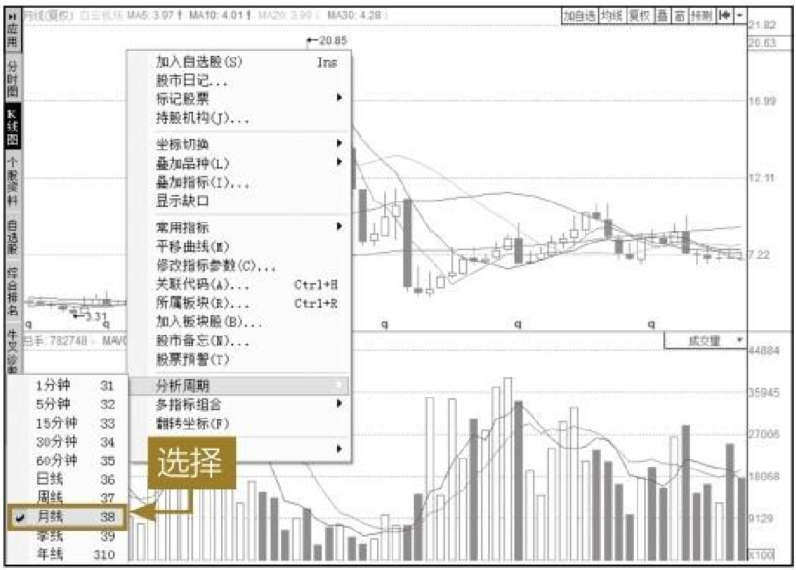 月线(复权) 白云机场 MA5: 3.97↑ MA10: 4.01↑ MA20: 3.99↓ MA30: 4.28↓
加自选 均线 复权 叠 窗 预测
21.82
20.63
16.99
12.11
7.22
20.85
3.31
应用
分时图
K线图
个股资料
自选股
综合排名
牛叉诊股
加入自选股(S) Ins
股市日记...
标记股票
持股机构(J)...
坐标切换
叠加品种(L)
叠加指标(I)...
显示缺口
常用指标
平移曲线(M)
修改指标参数(C)...
关联代码(A)... Ctrl+H
所属板块(R)... Ctrl+R
加入板块股(B)...
股市备忘(N)...
股票预警(T)
分析周期
多指标组合
翻转坐标(F)
q q q q q
总手: 782748 MAVO
成交量
44884
35945
27006
18068
9129
X100
1分钟 31
5分钟 32
15分钟 33
30分钟 34
60分钟 35
日线 36
周线 37
月线 38
季线 39
年线 310
选择